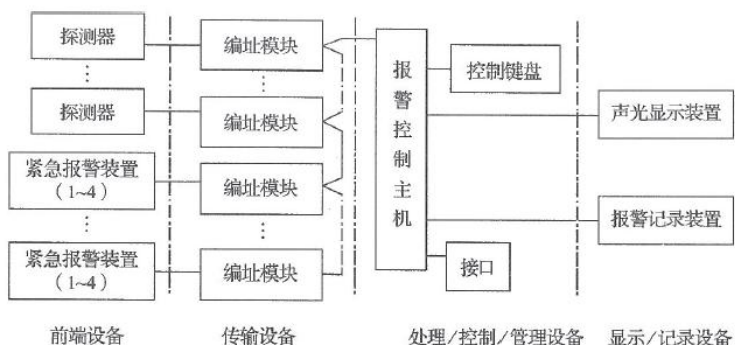 探测器
编址模块
探测器
编址模块
紧急报警装置
（1~4）
编址模块
紧急报警装置
（1~4）
编址模块
报警控制主机
控制键盘
接口
声光显示装置
报警记录装置
前端设备
传输设备
处理/控制/管理设备
显示/记录设备